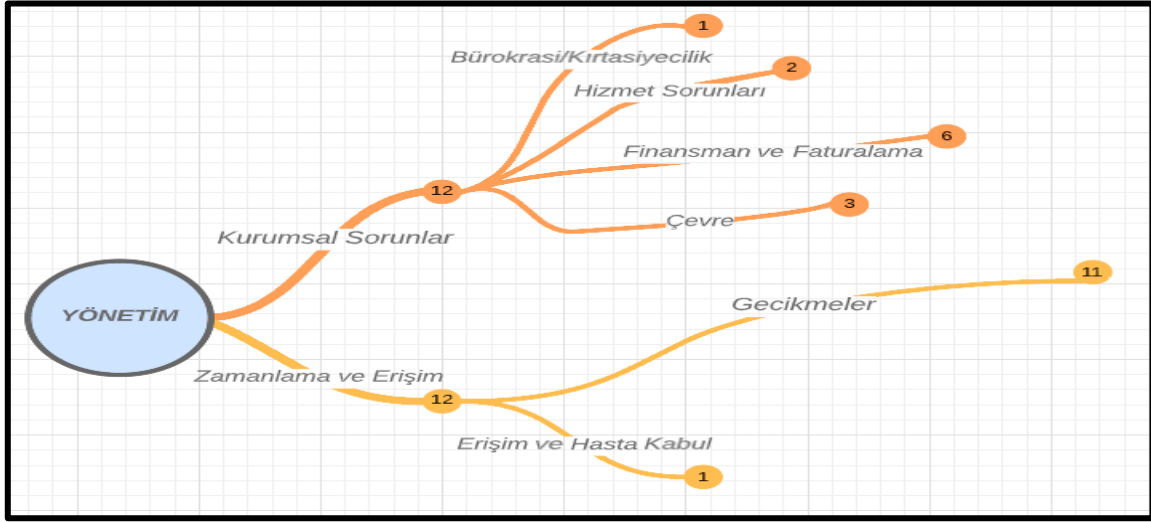 1
Bürokrasi/Kırtasiyecilik
2
Hizmet Sorunları
6
Finansman ve Faturalama
12
3
Çevre
Kurumsal Sorunlar
11
Gecikmeler
YÖNETİM
Zamanlama ve Erişim
12
Erişim ve Hasta Kabul
1